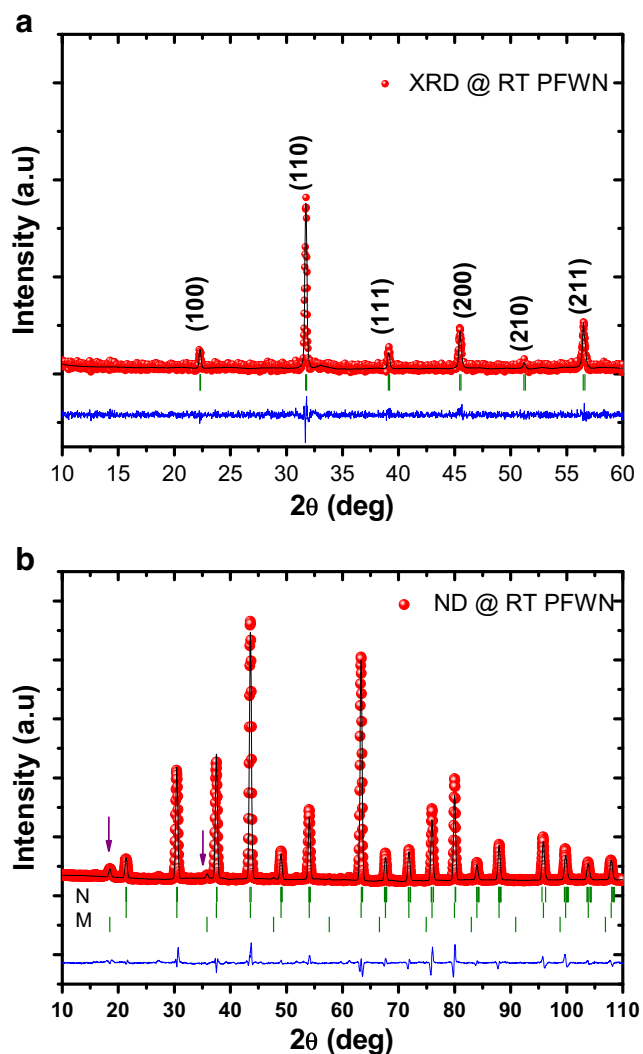 a
XRD @ RT PFWN
(100)
(110)
(111)
(200)
(210)
(211)
Intensity (a.u)
10 15 20 25 30 35 40 45 50 55 60
2θ (deg)
b
ND @ RT PFWN
Intensity (a.u)
N
M
10 20 30 40 50 60 70 80 90 100 110
2θ (deg)